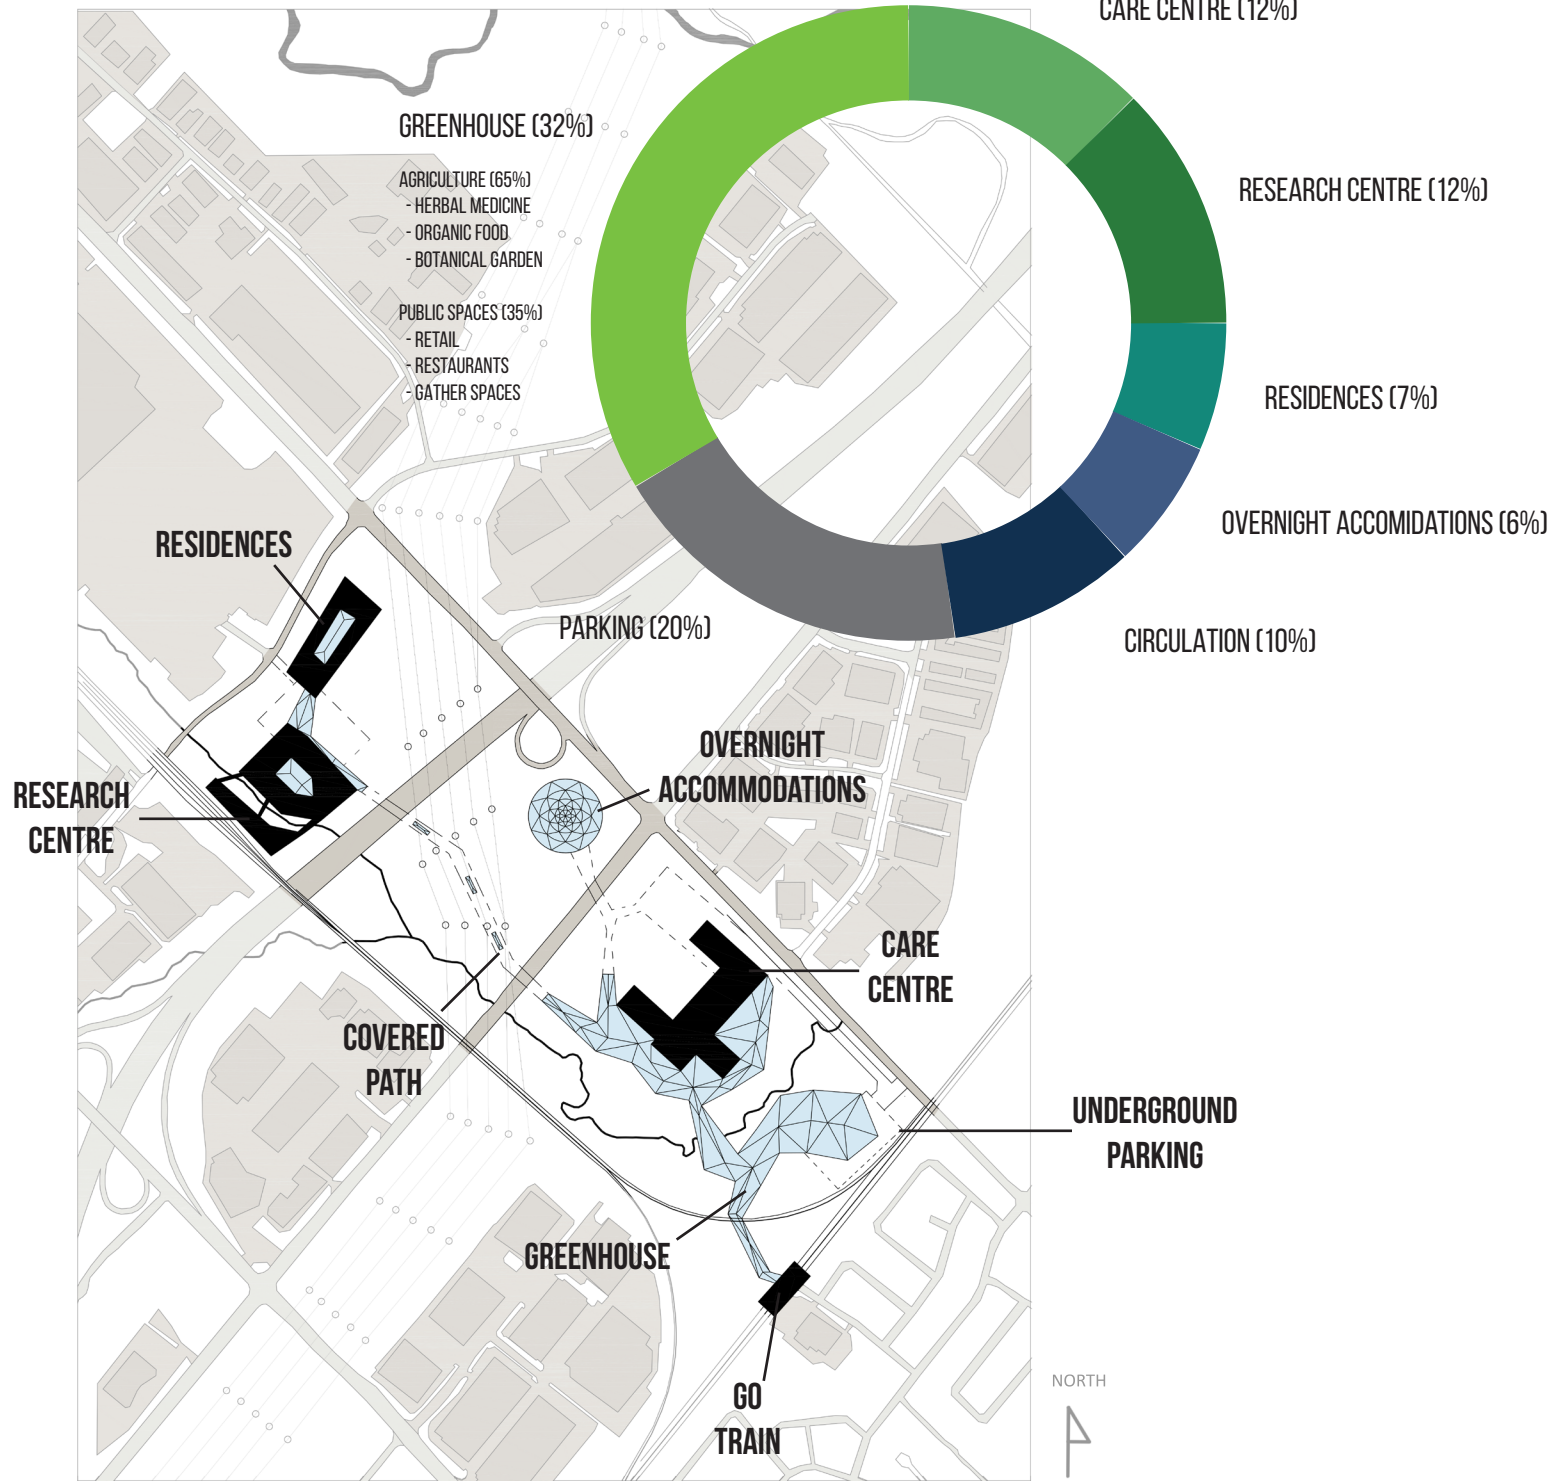 CARE CENTRE (12%)
GREENHOUSE (32%)
AGRICULTURE (65%)
- HERBAL MEDICINE
- ORGANIC FOOD
- BOTANICAL GARDEN
PUBLIC SPACES (35%)
- RETAIL
- RESTAURANTS
- GATHER SPACES
RESEARCH CENTRE (12%)
RESIDENCES (7%)
OVERNIGHT ACCOMIDATIONS (6%)
CIRCULATION (10%)
PARKING (20%)
RESIDENCES
OVERNIGHT
ACCOMMODATIONS
RESEARCH
CENTRE
CARE
CENTRE
COVERED
PATH
UNDERGROUND
PARKING
GREENHOUSE
GO
TRAIN
NORTH